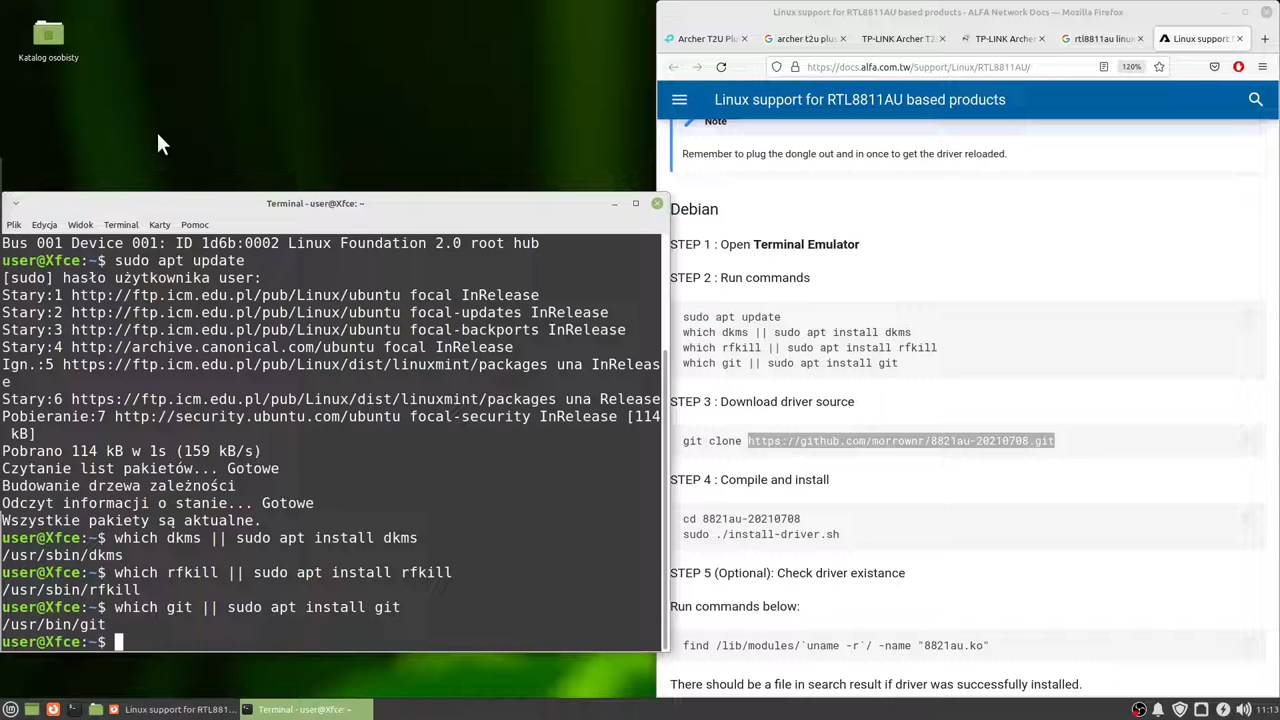 Katalog osobisty
Linux support for RTL8811AU based products - ALFA Network Docs — Mozilla Firefox
Archer T2U Plus
archer t2u plus
TP-LINK Archer T2
TP-LINK Archer
rtl8811au linux
Linux support f
https://docs.alfa.com.tw/Support/Linux/RTL8811AU/
120%
Linux support for RTL8811AU based products
Note
Remember to plug the dongle out and in once to get the driver reloaded.
Debian
STEP 1 : Open Terminal Emulator
STEP 2 : Run commands
sudo apt update
which dkms || sudo apt install dkms
which rfkill || sudo apt install rfkill
which git || sudo apt install git
STEP 3 : Download driver source
git clone https://github.com/morrownr/8821au-20210708.git
STEP 4 : Compile and install
cd 8821au-20210708
sudo ./install-driver.sh
STEP 5 (Optional): Check driver existance
Run commands below:
find /lib/modules/`uname -r`/ -name "8821au.ko"
There should be a file in search result if driver was successfully installed.
Terminal - user@Xfce: ~
Plik Edycja Widok Terminal Karty Pomoc
Bus 001 Device 001: ID 1d6b:0002 Linux Foundation 2.0 root hub
user@Xfce:~$ sudo apt update
[sudo] hasło użytkownika user:
Stary:1 http://ftp.icm.edu.pl/pub/Linux/ubuntu focal InRelease
Stary:2 http://ftp.icm.edu.pl/pub/Linux/ubuntu focal-updates InRelease
Stary:3 http://ftp.icm.edu.pl/pub/Linux/ubuntu focal-backports InRelease
Stary:4 http://archive.canonical.com/ubuntu focal InRelease
Ign.:5 https://ftp.icm.edu.pl/pub/Linux/dist/linuxmint/packages una InReleas
e
Stary:6 https://ftp.icm.edu.pl/pub/Linux/dist/linuxmint/packages una Release
Pobieranie:7 http://security.ubuntu.com/ubuntu focal-security InRelease [114
kB]
Pobrano 114 kB w 1s (159 kB/s)
Czytanie list pakietów... Gotowe
Budowanie drzewa zależności
Odczyt informacji o stanie... Gotowe
Wszystkie pakiety są aktualne.
user@Xfce:~$ which dkms || sudo apt install dkms
/usr/sbin/dkms
user@Xfce:~$ which rfkill || sudo apt install rfkill
/usr/sbin/rfkill
user@Xfce:~$ which git || sudo apt install git
/usr/bin/git
user@Xfce:~$
Linux support for RTL881...
Terminal - user@Xfce: ~
11:13